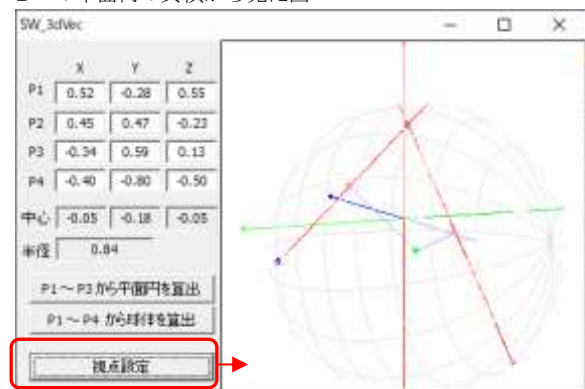 SW_3dVec
X Y Z
P1 0.52 -0.28 0.55
P2 0.45 0.47 -0.23
P3 -0.34 0.59 0.13
P4 -0.40 -0.80 -0.50
中心 -0.05 -0.18 -0.05
半径 0.84
P1～P3から平面円を算出
P1～P4 から球体を算出
視点設定